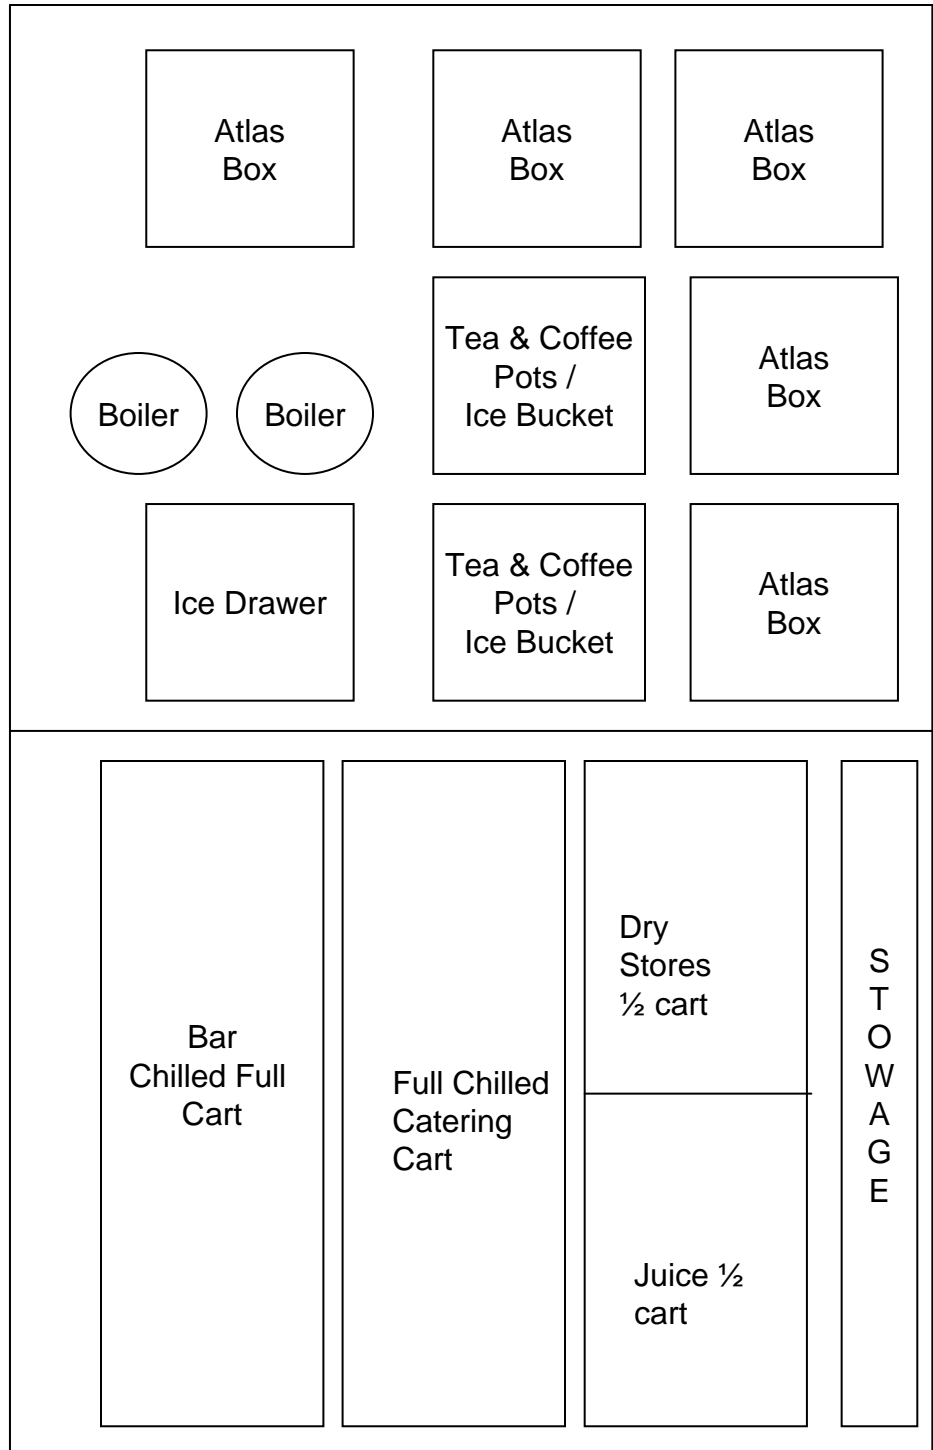 Atlas
Box
Atlas
Box
Atlas
Box
Boiler
Boiler
Tea & Coffee
Pots /
Ice Bucket
Atlas
Box
Ice Drawer
Tea & Coffee
Pots /
Ice Bucket
Atlas
Box
Bar
Chilled Full
Cart
Full Chilled
Catering
Cart
Dry
Stores
½ cart
Juice ½
cart
S
T
O
W
A
G
E